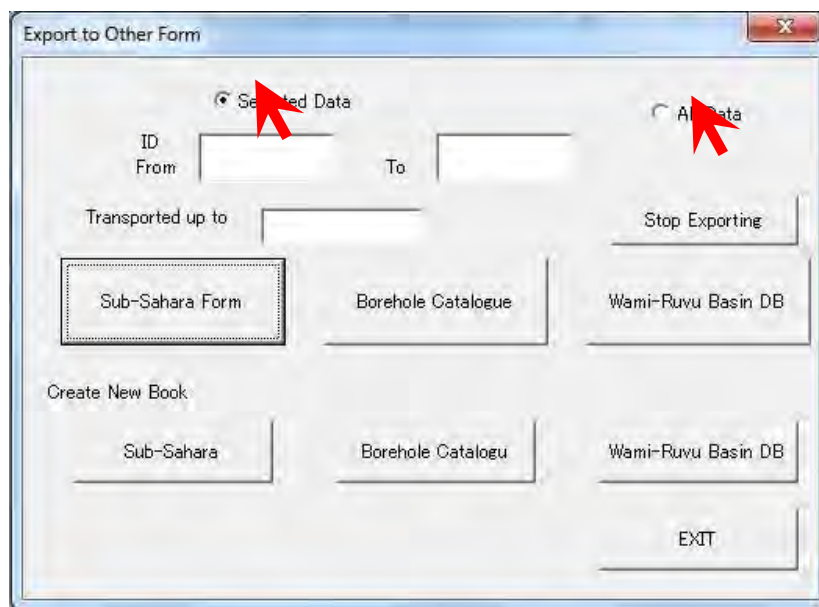 Export to Other Form
Data
Data
ID
From
To
Transported up to
Stop Exporting
Sub-Sahara Form
Borehole Catalogue
Wami-Ruvu Basin DB
Create New Book
Sub-Sahara
Borehole Catalogu
Wami-Ruvu Basin DB
EXIT